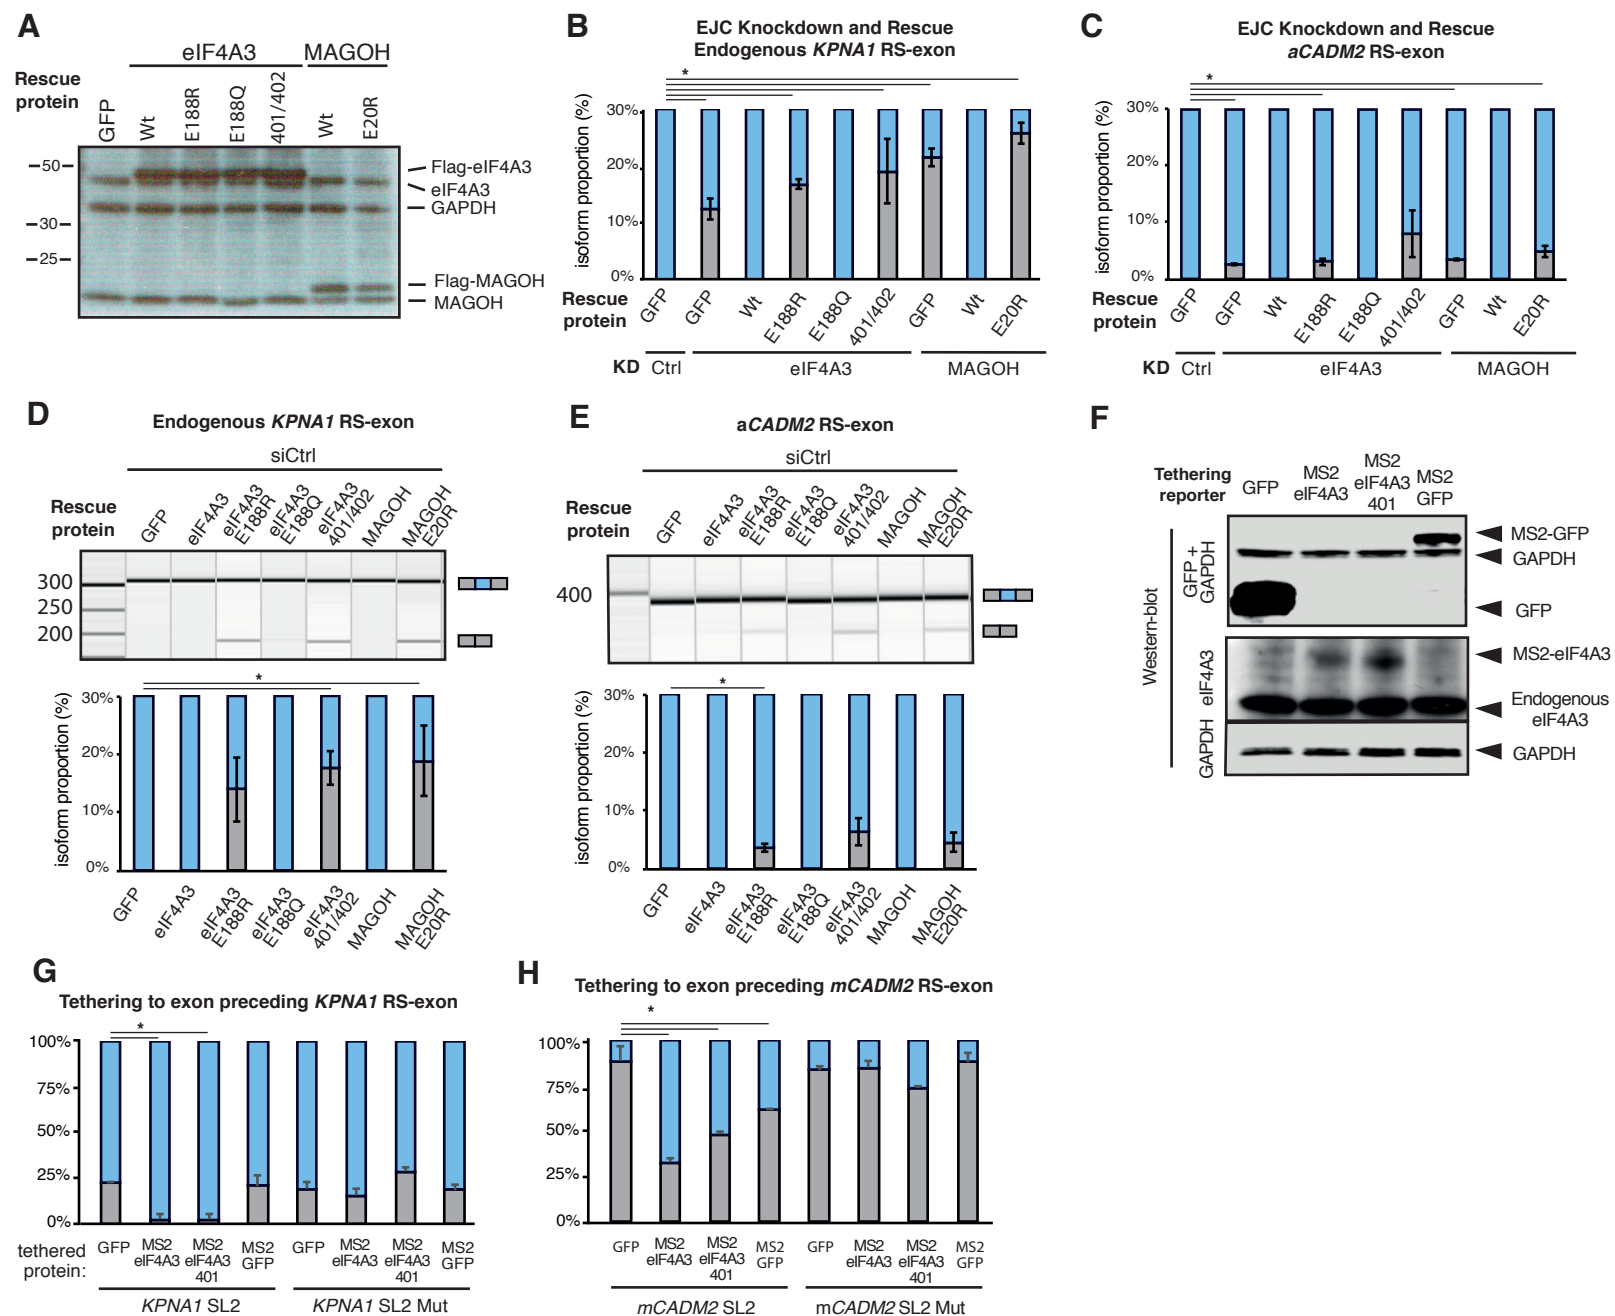 A
eIF4A3 MAGOH
Rescue protein
GFP Wt E188R E188Q 401/402 Wt E20R
50
30
25
Flag-eIF4A3
eIF4A3
GAPDH
Flag-MAGOH
MAGOH
B
EJC Knockdown and Rescue
Endogenous KPNA1 RS-exon
*
isoform proportion (%)
30%
20%
10%
0%
Rescue protein
GFP GFP Wt E188R E188Q 401/402 GFP Wt E20R
KD Ctrl eIF4A3 MAGOH
C
EJC Knockdown and Rescue
aCADM2 RS-exon
*
isoform proportion (%)
30%
20%
10%
0%
Rescue protein
GFP GFP Wt E188R E188Q 401/402 GFP Wt E20R
KD Ctrl eIF4A3 MAGOH
D
Endogenous KPNA1 RS-exon
siCtrl
Rescue protein
GFP eIF4A3 eIF4A3 E188R eIF4A3 E188Q eIF4A3 401/402 MAGOH MAGOH E20R
300
250
200
*
isoform proportion (%)
30%
20%
10%
0%
GFP eIF4A3 eIF4A3 E188R eIF4A3 E188Q eIF4A3 401/402 MAGOH MAGOH E20R
E
aCADM2 RS-exon
siCtrl
Rescue protein
GFP eIF4A3 eIF4A3 E188R eIF4A3 E188Q eIF4A3 401/402 MAGOH MAGOH E20R
400
*
isoform proportion (%)
30%
20%
10%
0%
GFP eIF4A3 eIF4A3 E188R eIF4A3 E188Q eIF4A3 401/402 MAGOH MAGOH E20R
F
Tethering reporter
GFP MS2 eIF4A3 MS2 eIF4A3 401 MS2 GFP
Western-blot
GFP + GAPDH
MS2-GFP
GAPDH
GFP
eIF4A3
MS2-eIF4A3
Endogenous eIF4A3
GAPDH
GAPDH
G
Tethering to exon preceding KPNA1 RS-exon
*
100%
75%
50%
25%
0%
tethered protein:
GFP MS2 eIF4A3 MS2 eIF4A3 401 MS2 GFP GFP MS2 eIF4A3 MS2 eIF4A3 401 MS2 GFP
KPNA1 SL2 KPNA1 SL2 Mut
H
Tethering to exon preceding mCADM2 RS-exon
*
100%
75%
50%
25%
0%
GFP MS2 eIF4A3 MS2 eIF4A3 401 MS2 GFP GFP MS2 eIF4A3 MS2 eIF4A3 401 MS2 GFP
mCADM2 SL2 mCADM2 SL2 Mut